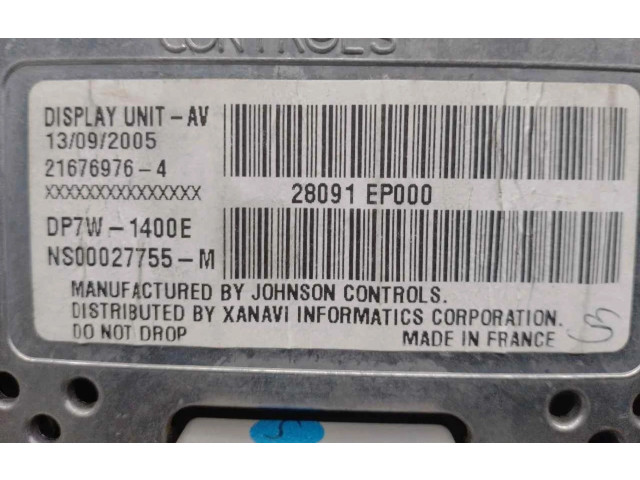 CONTROLS
DISPLAY UNIT - AV
13/09/2005
21676976-4
XXXXXXXXXXXXXXX
28091 EP000
DP7W-1400E
NS00027755-M
MANUFACTURED BY JOHNSON CONTROLS.
DISTRIBUTED BY XANAVI INFORMATICS CORPORATION.
DO NOT DROP
MADE IN FRANCE